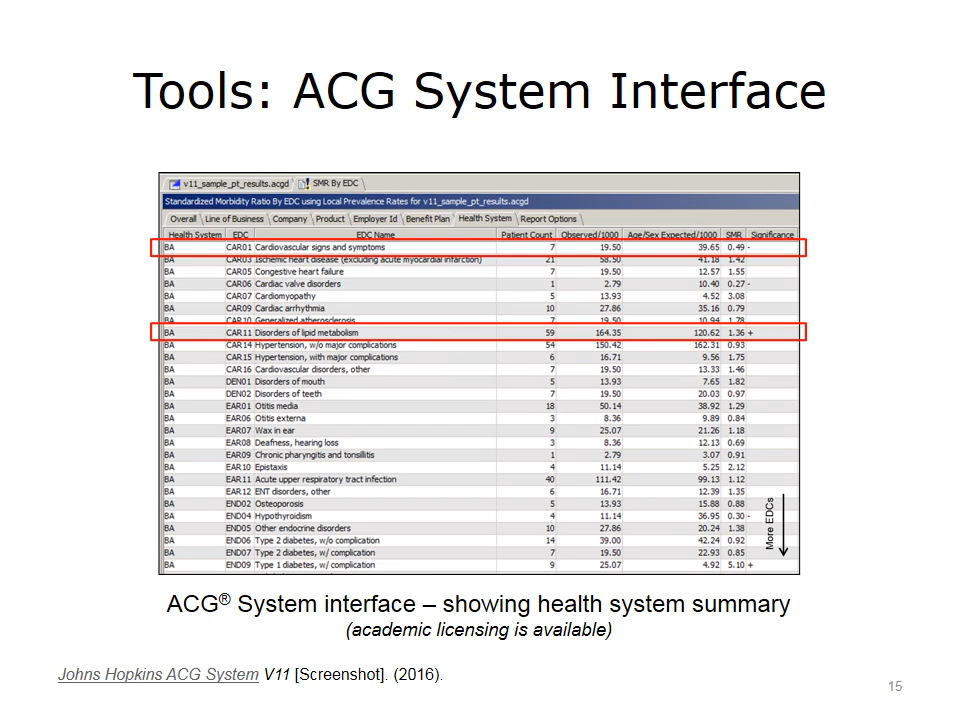 Tools: ACG System Interface
v11_sample_pt_results.acgd SMR By EDC
Standardized Morbidity Ratio By EDC using Local Prevalence Rates for v11_sample_pt_results.acgd
Overall Line of Business Company Product Employer Id Benefit Plan Health System Report Options
Health System EDC EDC Name Patient Count Observed/1000 Age/Sex Expected/1000 SMR Significance
BA CAR01 Cardiovascular signs and symptoms 7 19.50 39.65 0.49 -
BA CAR03 Ischemic heart disease (excluding acute myocardial infarction) 21 58.50 41.18 1.42
BA CAR05 Congestive heart failure 7 19.50 12.57 1.55
BA CAR06 Cardiac valve disorders 1 2.79 10.40 0.27 -
BA CAR07 Cardiomyopathy 5 13.93 4.52 3.08
BA CAR09 Cardiac arrhythmia 10 27.86 35.16 0.79
BA CAR10 Generalized atherosclerosis 7 19.50 10.94 1.78
BA CAR11 Disorders of lipid metabolism 59 164.35 120.62 1.36 +
BA CAR14 Hypertension, w/o major complications 54 150.42 162.31 0.93
BA CAR15 Hypertension, with major complications 6 16.71 9.56 1.75
BA CAR16 Cardiovascular disorders, other 7 19.50 13.33 1.46
BA DEN01 Disorders of mouth 5 13.93 7.65 1.82
BA DEN02 Disorders of teeth 7 19.50 20.03 0.97
BA EAR01 Otitis media 18 50.14 38.92 1.29
BA EAR06 Otitis externa 3 8.36 9.89 0.84
BA EAR07 Wax in ear 9 25.07 21.26 1.18
BA EAR08 Deafness, hearing loss 3 8.36 12.13 0.69
BA EAR09 Chronic pharyngitis and tonsillitis 1 2.79 3.07 0.91
BA EAR10 Epistaxis 4 11.14 5.25 2.12
BA EAR11 Acute upper respiratory tract infection 40 111.42 99.13 1.12
BA EAR12 ENT disorders, other 6 16.71 12.39 1.35
BA END02 Osteoporosis 5 13.93 15.88 0.88
BA END04 Hypothyroidism 4 11.14 36.95 0.30 -
BA END05 Other endocrine disorders 10 27.86 20.24 1.38
BA END06 Type 2 diabetes, w/o complication 14 39.00 42.24 0.92
BA END07 Type 2 diabetes, w/ complication 7 19.50 22.93 0.85
BA END09 Type 1 diabetes, w/ complication 9 25.07 4.92 5.10 +
More EDCs
ACG® System interface – showing health system summary
(academic licensing is available)
Johns Hopkins ACG System V11 [Screenshot]. (2016).
15